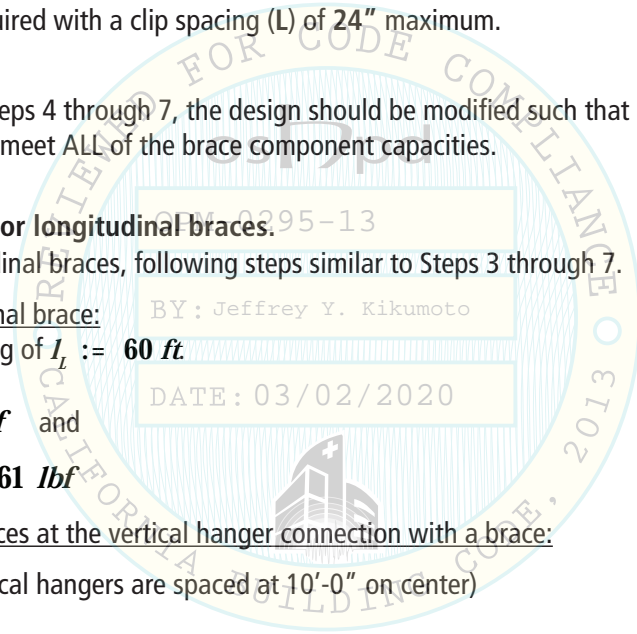 uired with a clip spacing (L) of 24” maximum.
teps 4 through 7, the design should be modified such that
meet ALL of the brace component capacities.
or longitudinal braces.
dinal braces, following steps similar to Steps 3 through 7.
nal brace:
g of l_L := 60 ft.
f and
61 lbf
ces at the vertical hanger connection with a brace:
cal hangers are spaced at 10’-0” on center)
REVIEWED FOR CODE COMPLIANCE
oshpd
OPM-0295-13
BY: Jeffrey Y. Kikumoto
DATE: 03/02/2020
CALIFORNIA BUILDING CODE, 2013